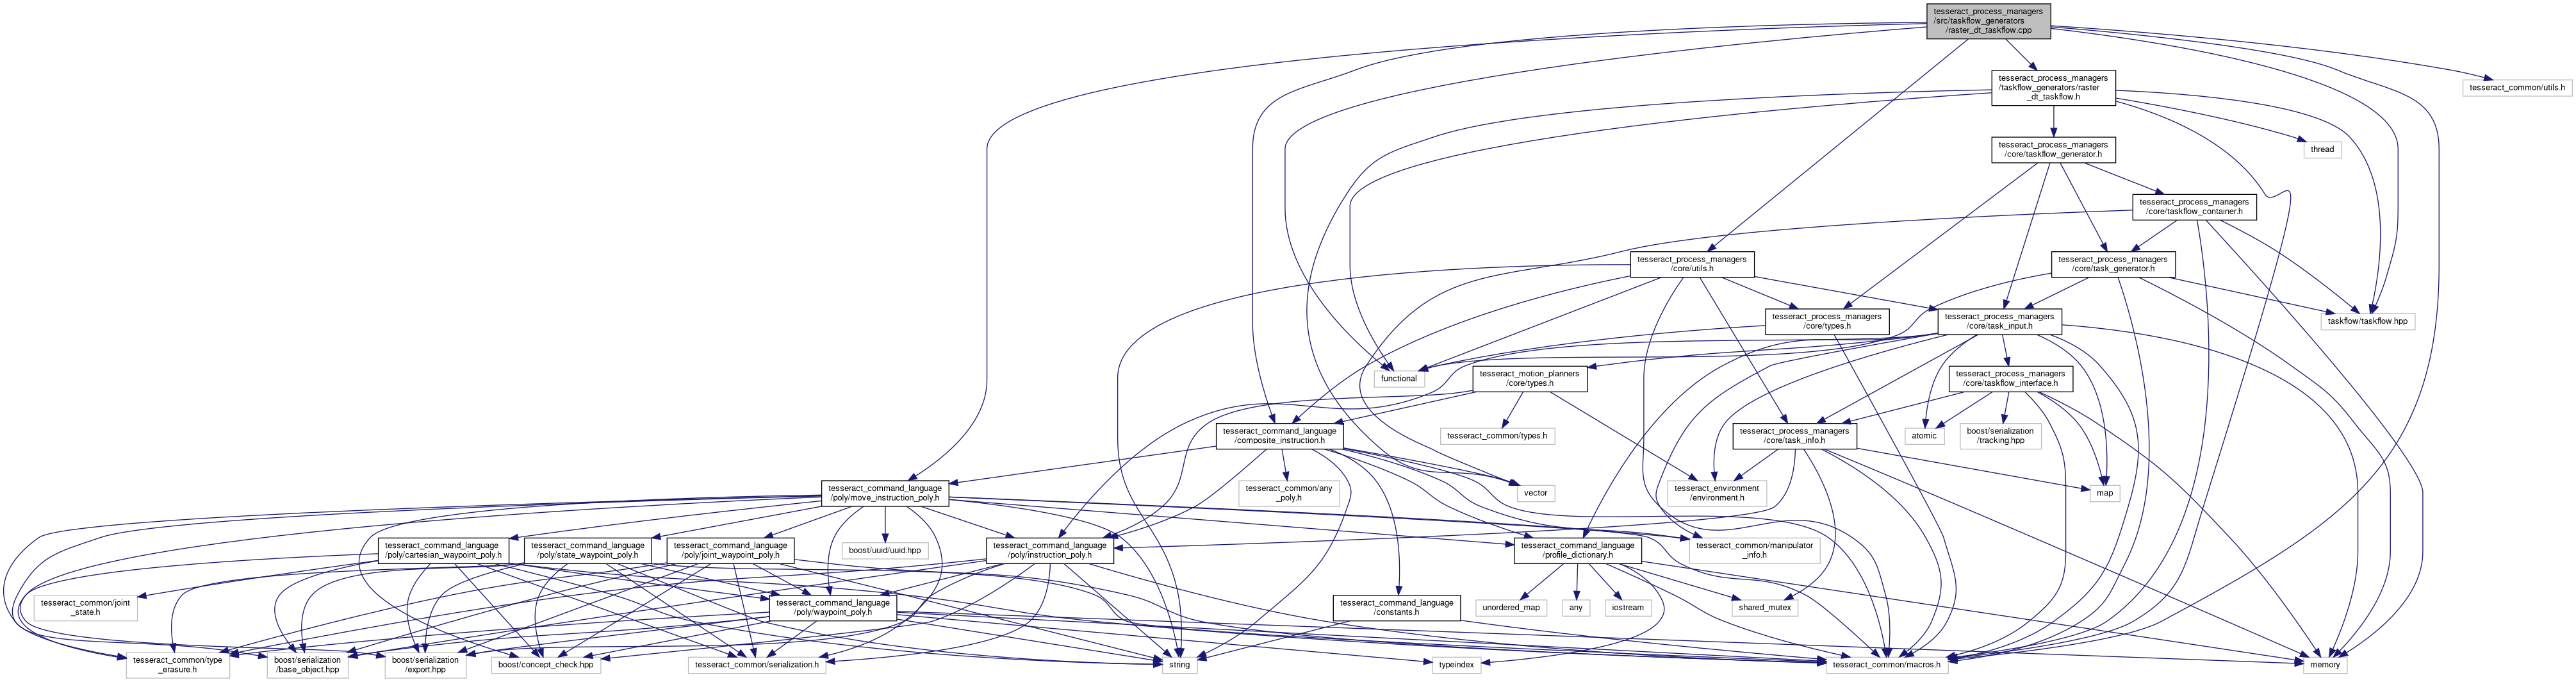 tesseract_process_managers
/src/taskflow_generators
/raster_dt_taskflow.cpp
tesseract_process_managers
/taskflow_generators/raster
_dt_taskflow.h
tesseract_common/utils.h
tesseract_process_managers
/core/taskflow_generator.h
thread
tesseract_process_managers
/core/taskflow_container.h
tesseract_process_managers
/core/utils.h
tesseract_process_managers
/core/task_generator.h
tesseract_process_managers
/core/types.h
tesseract_process_managers
/core/task_input.h
taskflow/taskflow.hpp
functional
tesseract_motion_planners
/core/types.h
tesseract_process_managers
/core/taskflow_interface.h
tesseract_command_language
/composite_instruction.h
tesseract_common/types.h
tesseract_process_managers
/core/task_info.h
atomic
boost/serialization
/tracking.hpp
tesseract_command_language
/poly/move_instruction_poly.h
tesseract_common/any
_poly.h
vector
tesseract_environment
/environment.h
map
tesseract_command_language
/poly/cartesian_waypoint_poly.h
tesseract_command_language
/poly/state_waypoint_poly.h
tesseract_command_language
/poly/joint_waypoint_poly.h
boost/uuid/uuid.hpp
tesseract_command_language
/poly/instruction_poly.h
tesseract_command_language
/profile_dictionary.h
tesseract_common/manipulator
_info.h
tesseract_common/joint
_state.h
tesseract_command_language
/poly/waypoint_poly.h
tesseract_command_language
/constants.h
unordered_map
any
iostream
shared_mutex
tesseract_common/type
_erasure.h
boost/serialization
/base_object.hpp
boost/serialization
/export.hpp
boost/concept_check.hpp
tesseract_common/serialization.h
string
typeindex
tesseract_common/macros.h
memory